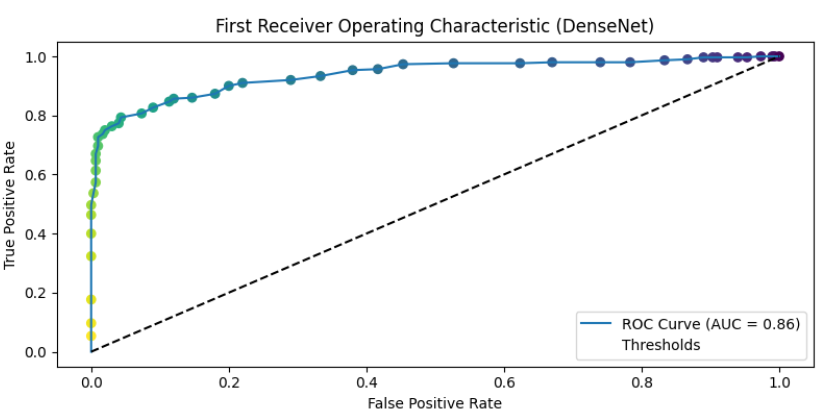 First Receiver Operating Characteristic (DenseNet)
True Positive Rate
1.0
0.8
0.6
0.4
0.2
0.0
ROC Curve (AUC = 0.86)
Thresholds
0.0 0.2 0.4 0.6 0.8 1.0
False Positive Rate